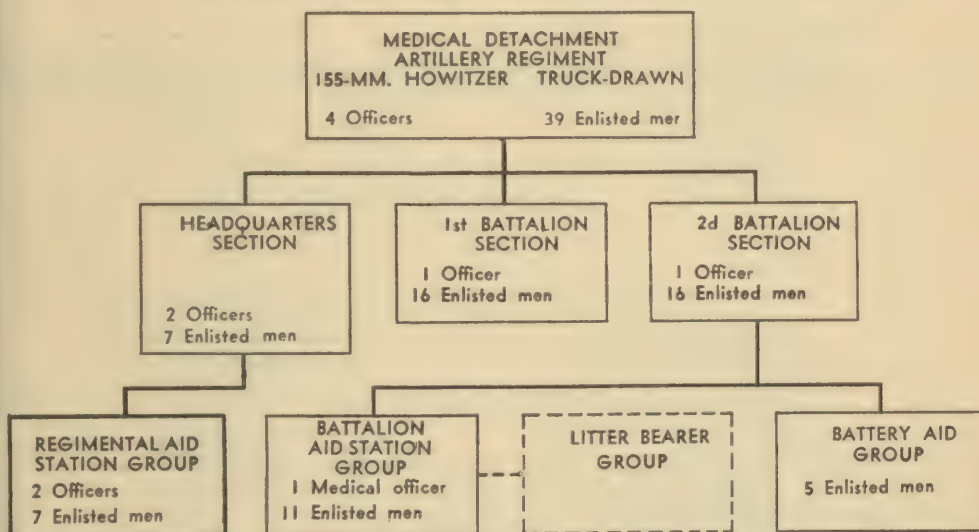 MEDICAL DETACHMENT
ARTILLERY REGIMENT
155-MM. HOWITZER TRUCK-DRAWN
4 Officers 39 Enlisted mer
HEADQUARTERS
SECTION
2 Officers
7 Enlisted men
1st BATTALION
SECTION
1 Officer
16 Enlisted men
2d BATTALION
SECTION
1 Officer
16 Enlisted men
REGIMENTAL AID
STATION GROUP
2 Officers
7 Enlisted men
BATTALION
AID STATION
GROUP
1 Medical officer
11 Enlisted men
LITTER BEARER
GROUP
BATTERY AID
GROUP
5 Enlisted men